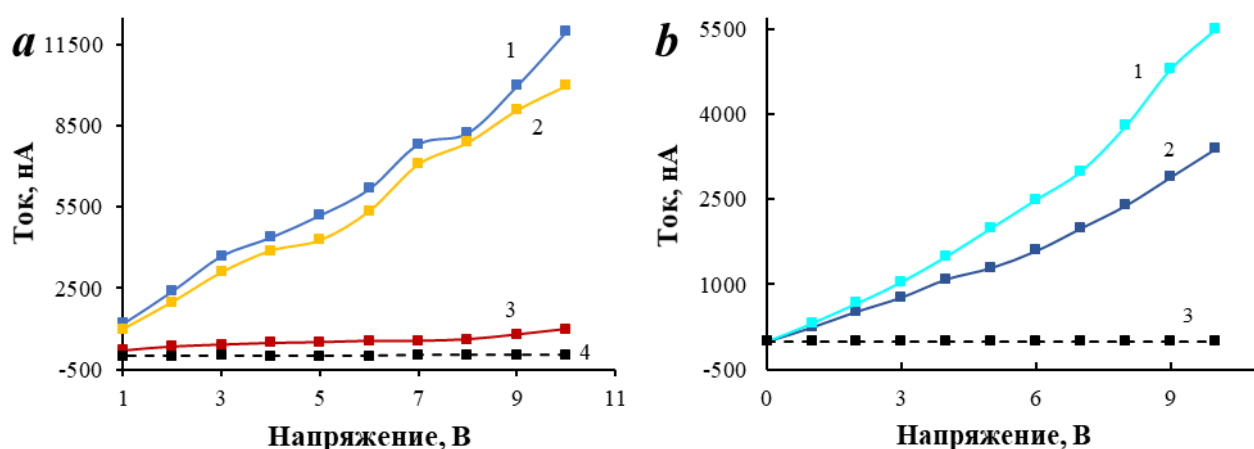 a
11500
8500
5500
2500
-500
Ток, нА
1
2
3
4
1 3 5 7 9 11
Напряжение, В
b
5500
4000
2500
1000
-500
Ток, нА
1
2
3
0 3 6 9
Напряжение, В